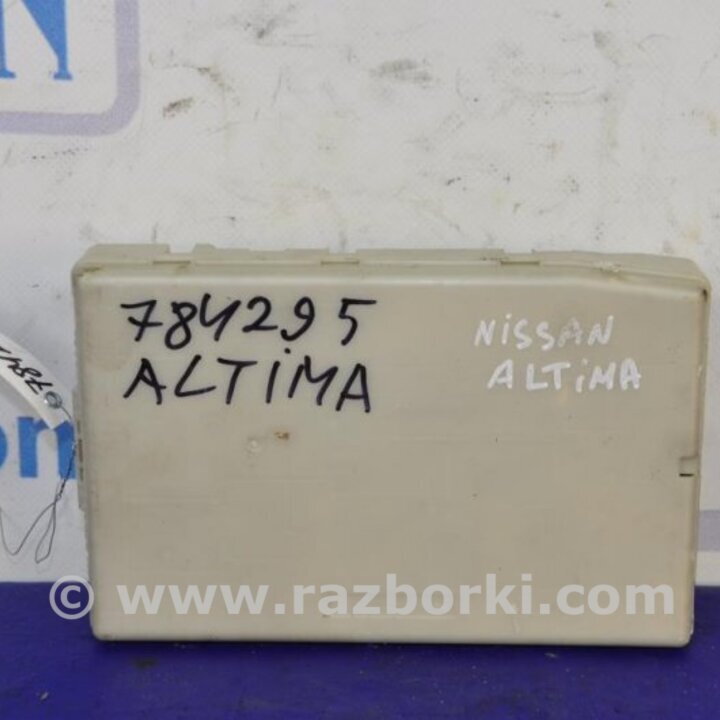 N
784295
ALTiMA
NiSSAN
ALTiMA
© www.razborki.com